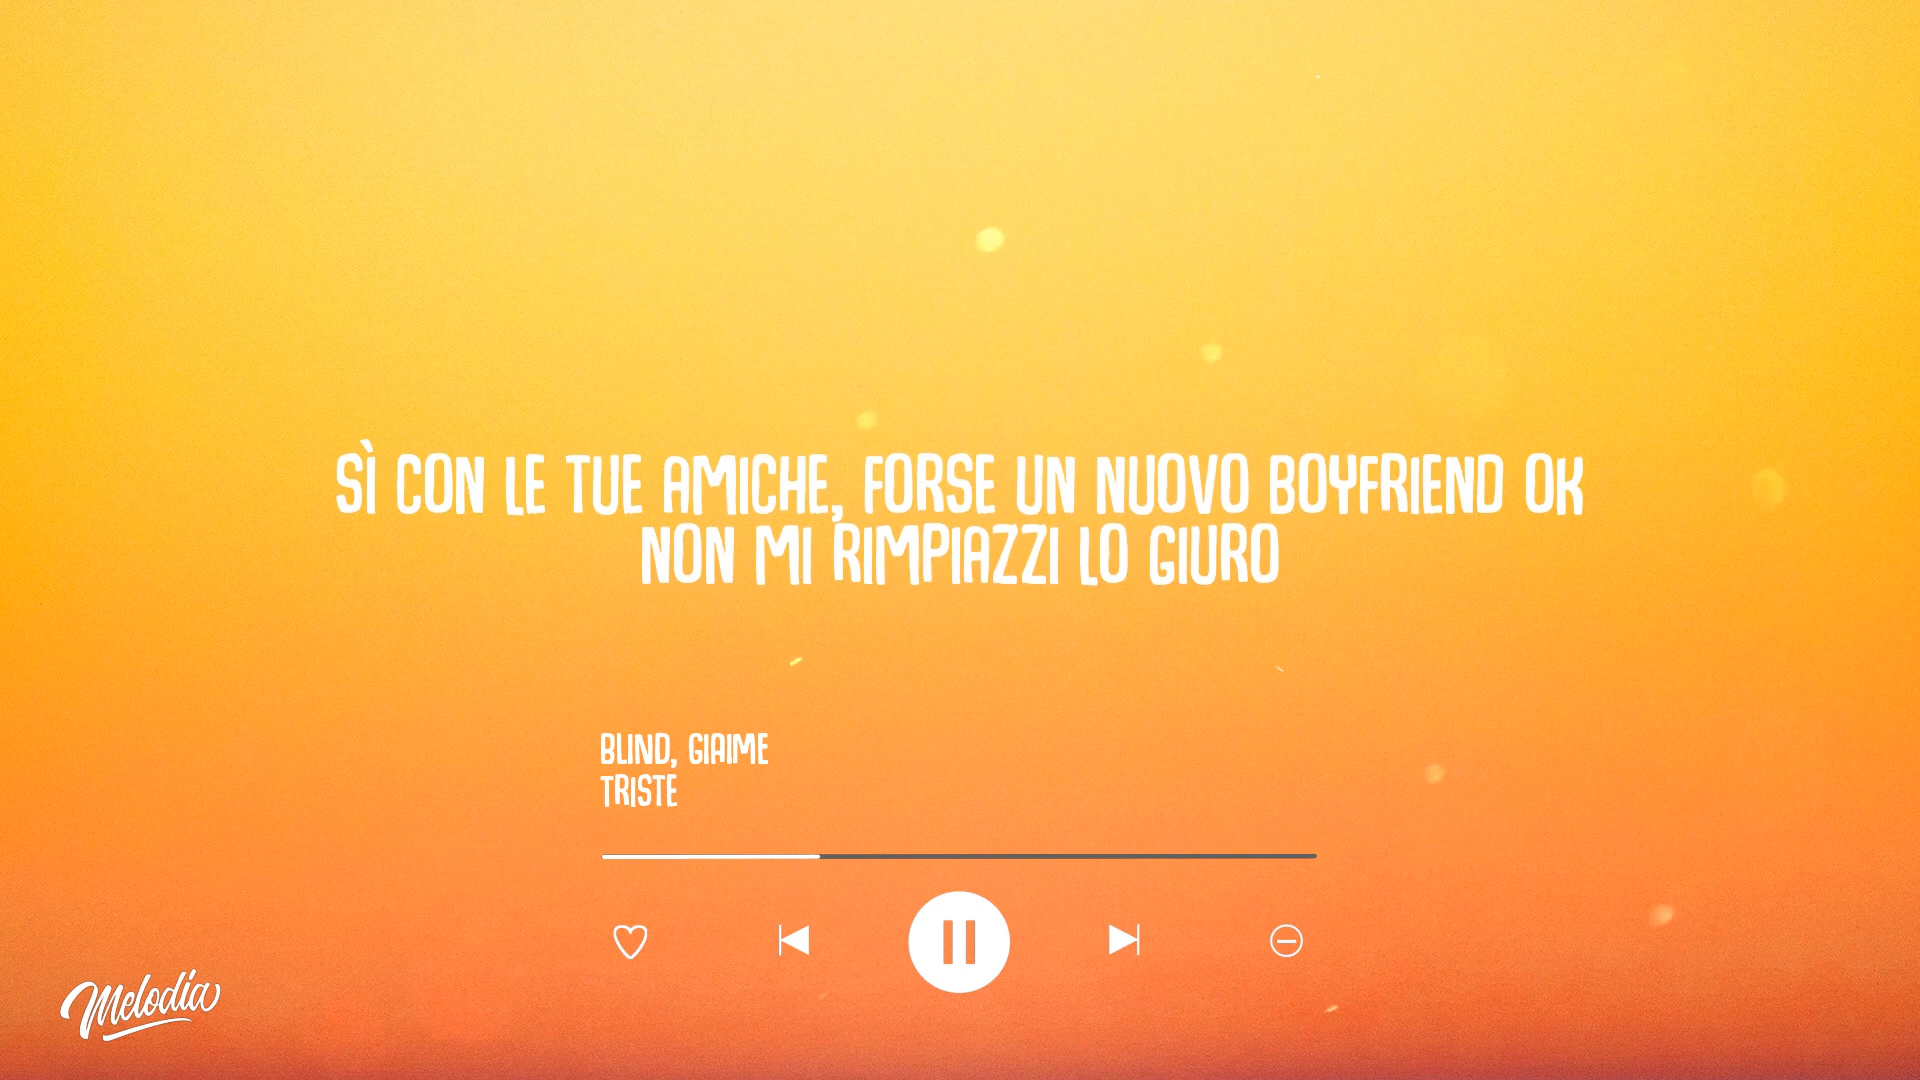 SÌ CON LE TUE AMICHE, FORSE UN NUOVO BOYFRIEND OK
NON MI RIMPIAZZI LO GIURO
BLIND, GIAIME
TRISTE
Melodia